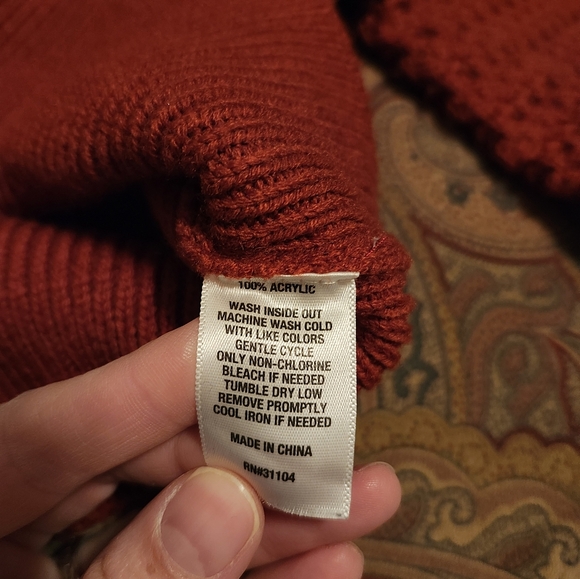 100% ACRYLIC
WASH INSIDE OUT
MACHINE WASH COLD
WITH LIKE COLORS
GENTLE CYCLE
ONLY NON-CHLORINE
BLEACH IF NEEDED
TUMBLE DRY LOW
REMOVE PROMPTLY
COOL IRON IF NEEDED
MADE IN CHINA
RN#31104